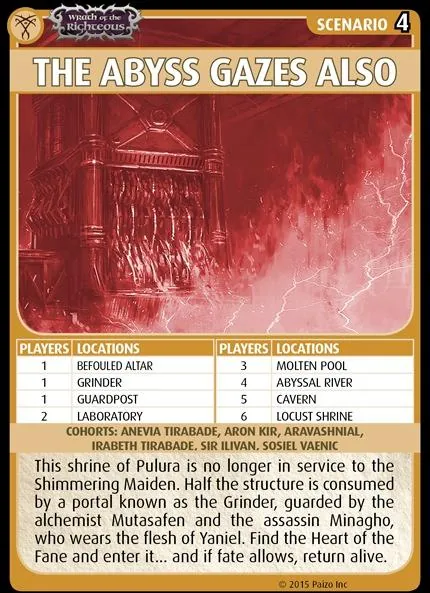 Wrath of the
Righteous
SCENARIO 4
THE ABYSS GAZES ALSO
PLAYERS LOCATIONS PLAYERS LOCATIONS
1 BEFOULED ALTAR 3 MOLTEN POOL
1 GRINDER 4 ABYSSAL RIVER
1 GUARDPOST 5 CAVERN
2 LABORATORY 6 LOCUST SHRINE
COHORTS: ANEVIA TIRABADE, ARON KIR, ARAVASHNIAL,
IRABETH TIRABADE, SIR ILIVAN, SOSIEL VAENIC
This shrine of Pulura is no longer in service to the
Shimmering Maiden. Half the structure is consumed
by a portal known as the Grinder, guarded by the
alchemist Mutasafen and the assassin Minagho,
who wears the flesh of Yaniel. Find the Heart of the
Fane and enter it... and if fate allows, return alive.
© 2015 Paizo Inc